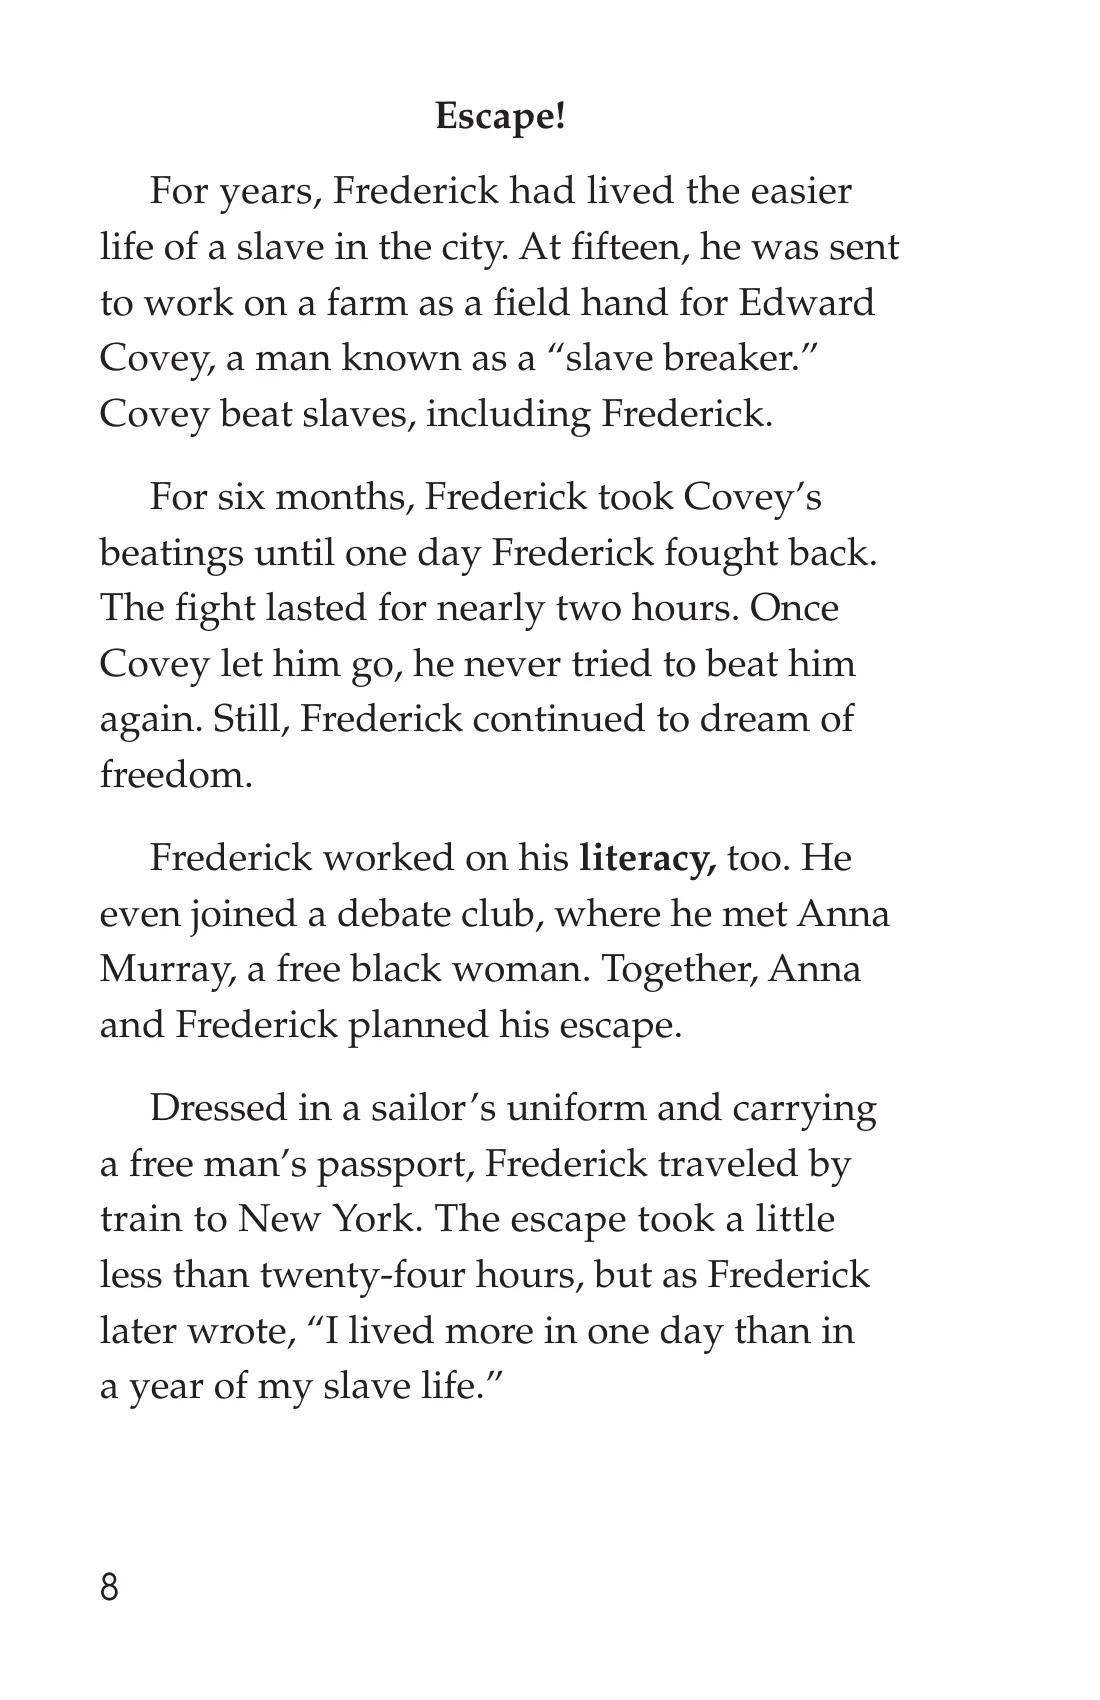 Escape!
For years, Frederick had lived the easier
life of a slave in the city. At fifteen, he was sent
to work on a farm as a field hand for Edward
Covey, a man known as a “slave breaker.”
Covey beat slaves, including Frederick.
For six months, Frederick took Covey’s
beatings until one day Frederick fought back.
The fight lasted for nearly two hours. Once
Covey let him go, he never tried to beat him
again. Still, Frederick continued to dream of
freedom.
Frederick worked on his literacy, too. He
even joined a debate club, where he met Anna
Murray, a free black woman. Together, Anna
and Frederick planned his escape.
Dressed in a sailor’s uniform and carrying
a free man’s passport, Frederick traveled by
train to New York. The escape took a little
less than twenty-four hours, but as Frederick
later wrote, “I lived more in one day than in
a year of my slave life.”
8